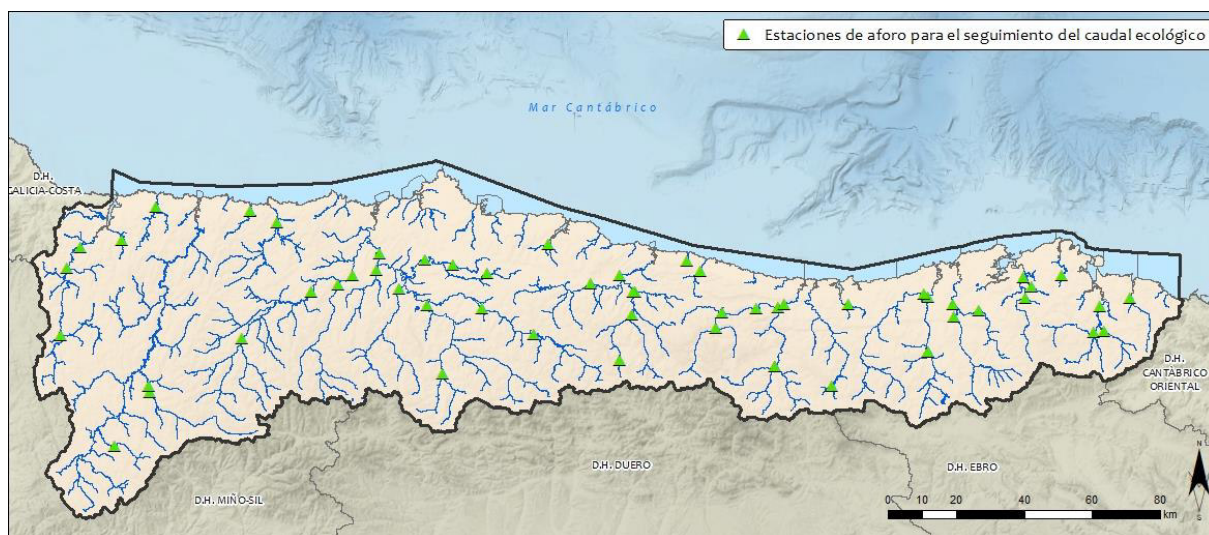 Estaciones de aforo para el seguimiento del caudal ecológico
Mar Cantábrico
D.H.
GALICIA-COSTA
D.H.
CANTÁBRICO
ORIENTAL
D.H. DUERO
D.H. EBRO
D.H. MIÑO-SIL
N
S
0 10 20 40 60 80
km